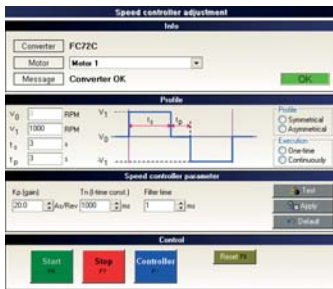 Speed controller adjustment
Info
Converter FC72C
Motor Motor 1
Message Converter OK OK
Profile
V0 RPM
V1 1000 RPM
ts 3 s
tp 3 s
V1
V0
-V1
ts tp
Profile
Symmetrical
Asymmetrical
Execution
One-time
Continuously
Speed controller parameter
Kp (gain) Tn (I-time const.) Filter time
20.0 As/Rev 1000 ms 1 ms
Test
Apply
Default
Control
Start
Stop
F7
Controller
Reset